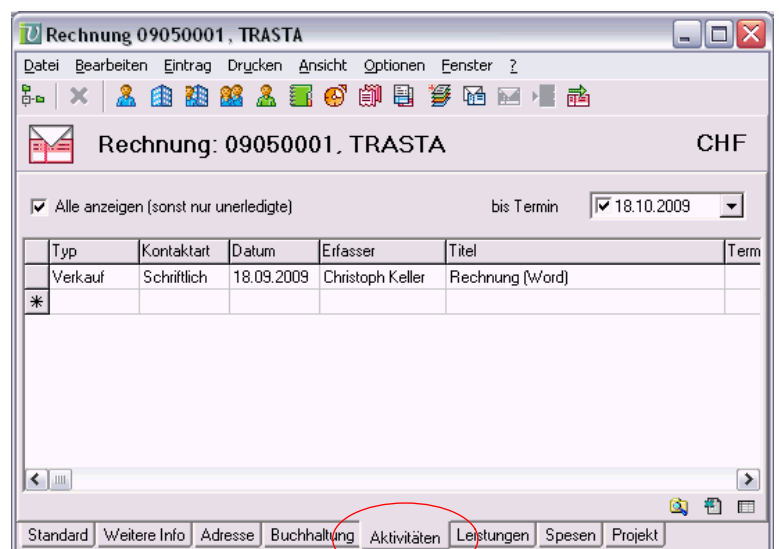 Rechnung 09050001, TRASTA
Datei Bearbeiten Eintrag Drucken Ansicht Optionen Fenster ?
Rechnung: 09050001, TRASTA CHF
Alle anzeigen (sonst nur unerledigte) bis Termin 18.10.2009
Typ Kontaktart Datum Erfasser Titel Term
Verkauf Schriftlich 18.09.2009 Christoph Keller Rechnung (Word)
Standard Weitere Info Adresse Buchhaltung Aktivitäten Leistungen Spesen Projekt